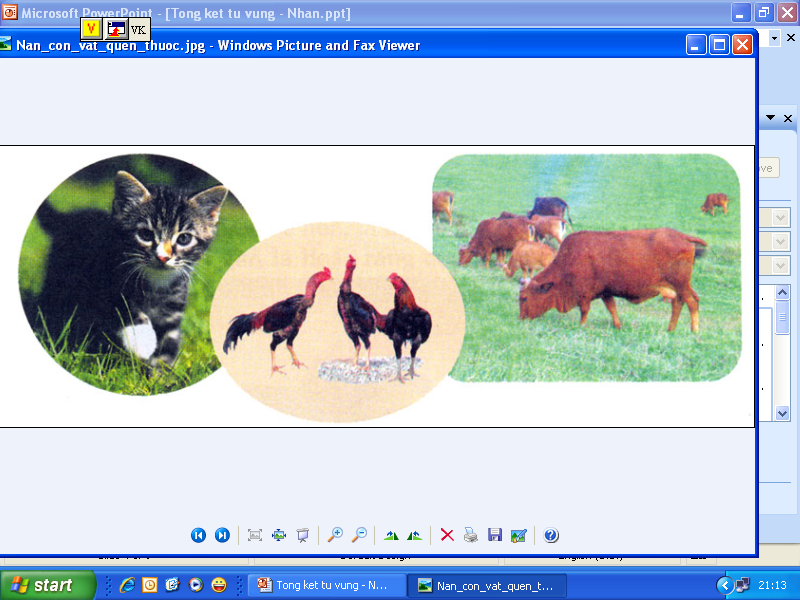 Microsoft PowerPoint - [Tong ket tu vung - Nhan.ppt]
V
VK
Nan_con_vat_quen_thuoc.jpg - Windows Picture and Fax Viewer
start
Tong ket tu vung - N...
Nan_con_vat_quen_t...
21:13